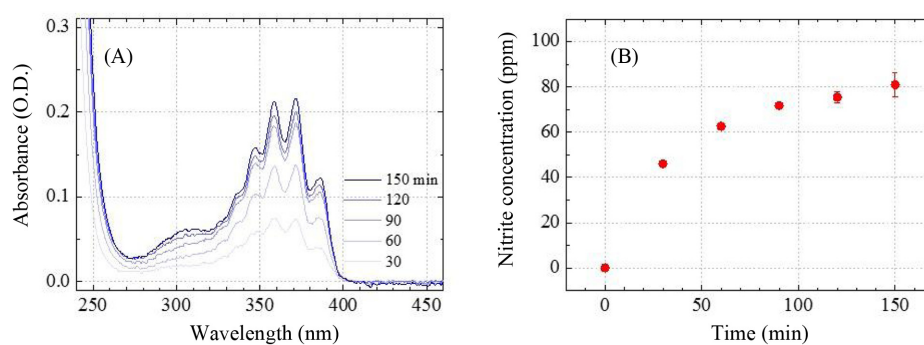 (A)
Absorbance (O.D.)
0.3
0.2
0.1
0.0
150 min
120
90
60
30
250 300 350 400 450
Wavelength (nm)
(B)
Nitrite concentration (ppm)
100
80
60
40
20
0
0 50 100 150
Time (min)